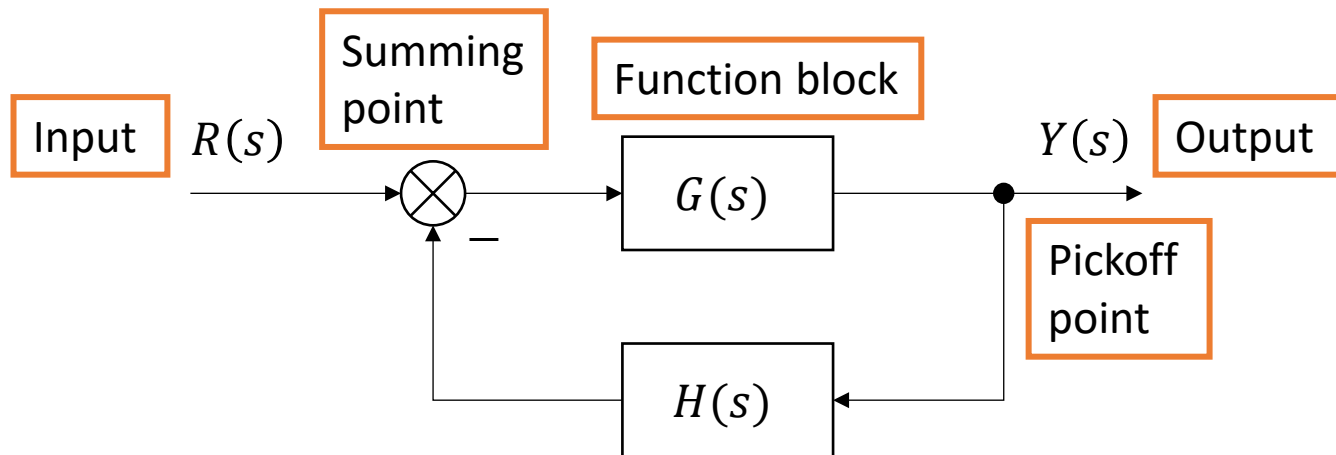 Summing
point
Function block
Input
R(s)
Y(s)
Output
G(s)
−
Pickoff
point
H(s)